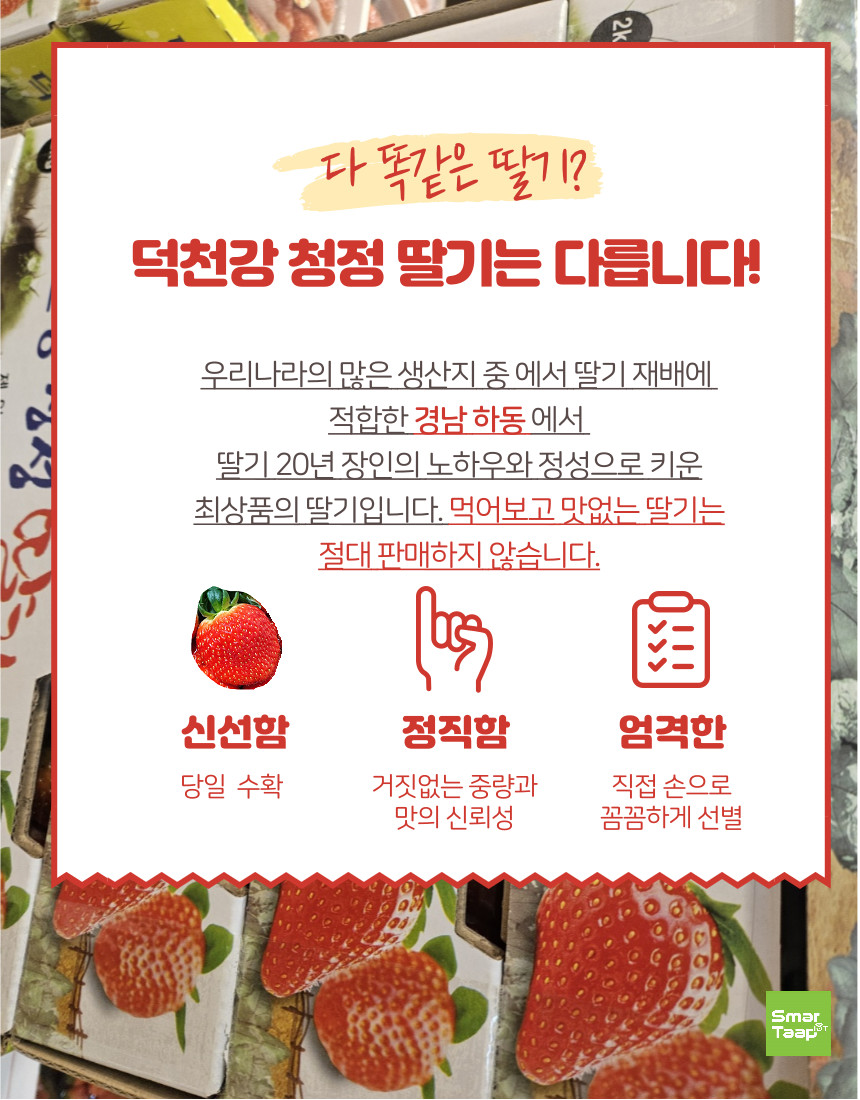 2k
다 똑같은 딸기?
덕천강 청정 딸기는 다릅니다!
우리나라의 많은 생산지 중 에서 딸기 재배에
적합한 경남 하동 에서
딸기 20년 장인의 노하우와 정성으로 키운
최상품의 딸기입니다. 먹어보고 맛없는 딸기는
절대 판매하지 않습니다.
신선함
정직함
엄격한
당일 수확
거짓없는 중량과
맛의 신뢰성
직접 손으로
꼼꼼하게 선별
Smar
Taap